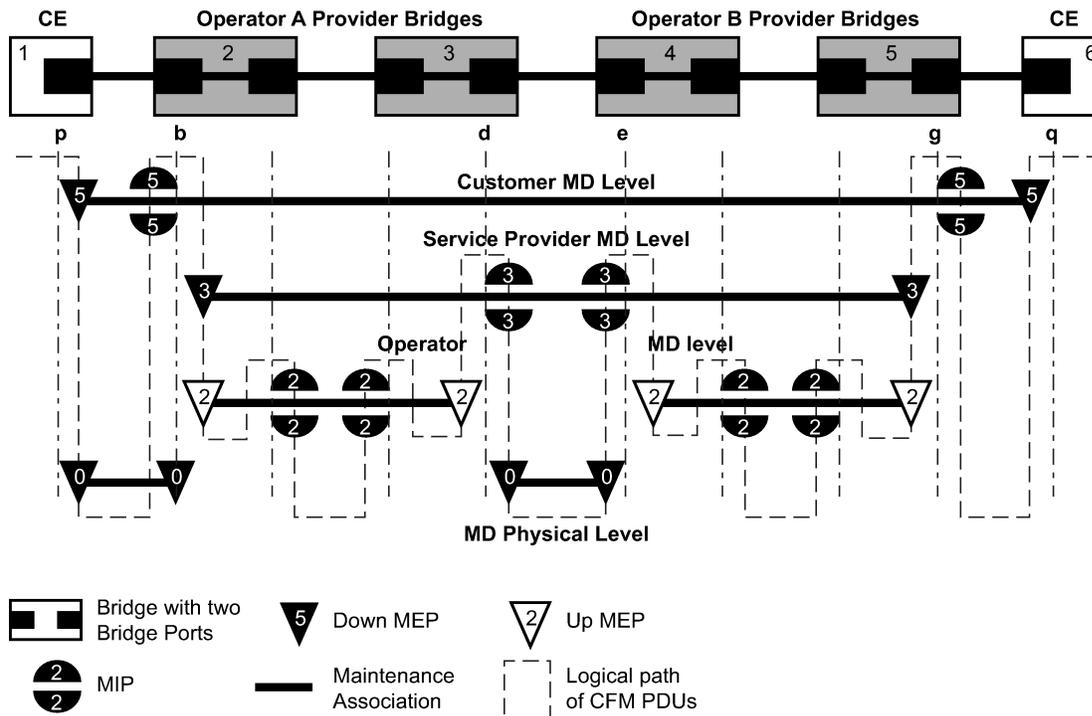 CE Operator A Provider Bridges Operator B Provider Bridges CE
1 2 3 4 5 6
p b d e g q
5 5 Customer MD Level 5 5
5 5
Service Provider MD Level
3 3 3 3
3 3
Operator MD level
2 2 2 2 2 2 2 2
2 2 2 2
0 0 0 0
MD Physical Level
Bridge with two
Bridge Ports
5 Down MEP
2 Up MEP
2
2
MIP
Maintenance
Association
Logical path
of CFM PDUs